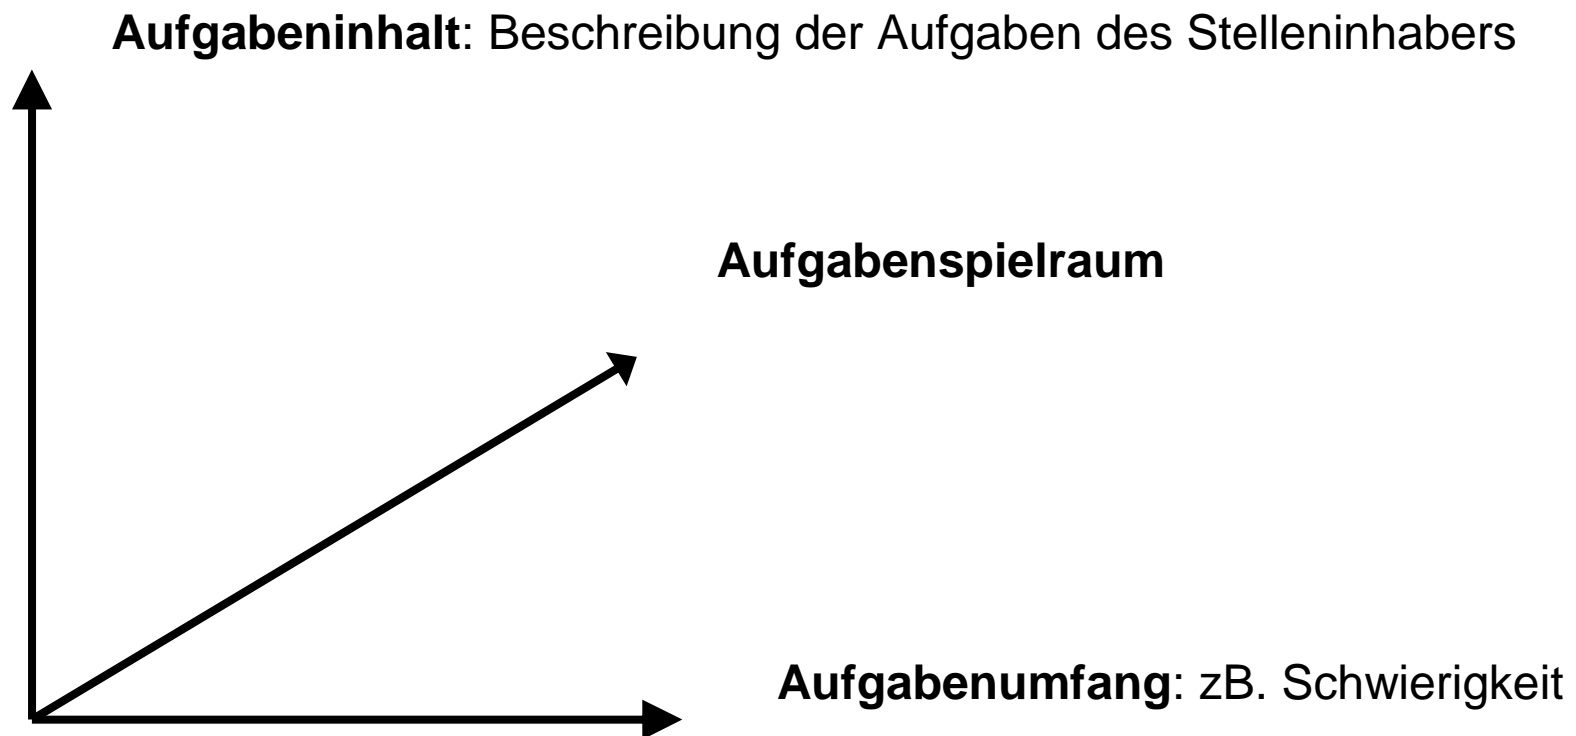 Aufgabeninhalt: Beschreibung der Aufgaben des Stelleninhabers
Aufgabenspielraum
Aufgabenumfang: zB. Schwierigkeit